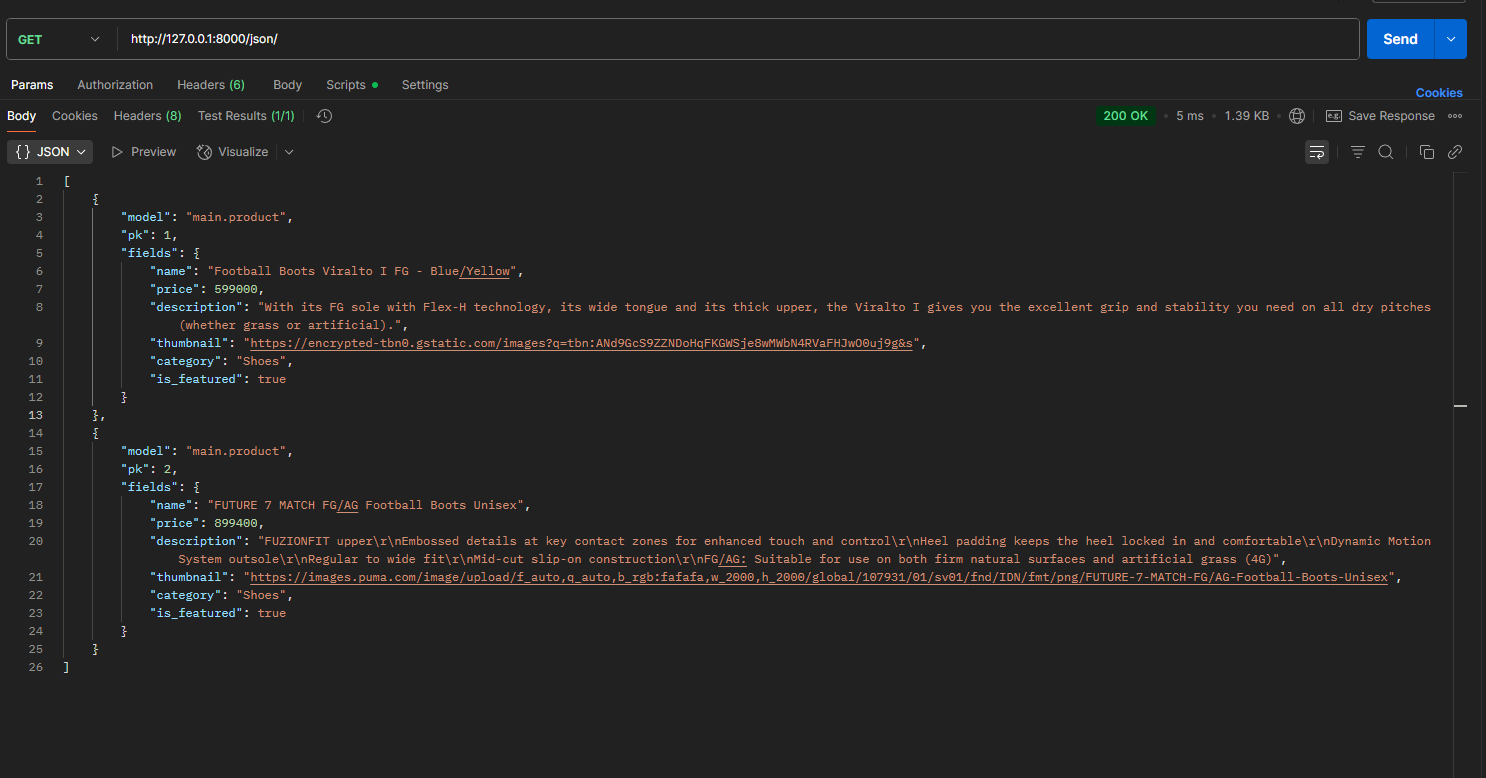 GET http://127.0.0.1:8000/json/ Send
Params Authorization Headers (6) Body Scripts Settings
Cookies
Body Cookies Headers (8) Test Results (1/1) 200 OK 5 ms 1.39 KB e.g. Save Response
{} JSON Preview Visualize
1 [
2 {
3 "model": "main.product",
4 "pk": 1,
5 "fields": {
6 "name": "Football Boots Viralto I FG - Blue/Yellow",
7 "price": 599000,
8 "description": "With its FG sole with Flex-H technology, its wide tongue and its thick upper, the Viralto I gives you the excellent grip and stability you need on all dry pitches
(whether grass or artificial).",
9 "thumbnail": "https://encrypted-tbn0.gstatic.com/images?q=tbn:ANd9GcS9ZZNDoHqFKGWSje8wMWbN4RVaFHJwO0uj9g&s",
10 "category": "Shoes",
11 "is_featured": true
12 }
13 },
14 {
15 "model": "main.product",
16 "pk": 2,
17 "fields": {
18 "name": "FUTURE 7 MATCH FG/AG Football Boots Unisex",
19 "price": 899400,
20 "description": "FUZIONFIT upper\r\nEmbossed details at key contact zones for enhanced touch and control\r\nHeel padding keeps the heel locked in and comfortable\r\nDynamic Motion
System outsole\r\nRegular to wide fit\r\nMid-cut slip-on construction\r\nFG/AG: Suitable for use on both firm natural surfaces and artificial grass (4G)",
21 "thumbnail": "https://images.puma.com/image/upload/f_auto,q_auto,b_rgb:fafafa,w_2000,h_2000/global/107931/01/sv01/fnd/IDN/fmt/png/FUTURE-7-MATCH-FG/AG-Football-Boots-Unisex",
22 "category": "Shoes",
23 "is_featured": true
24 }
25 }
26 ]